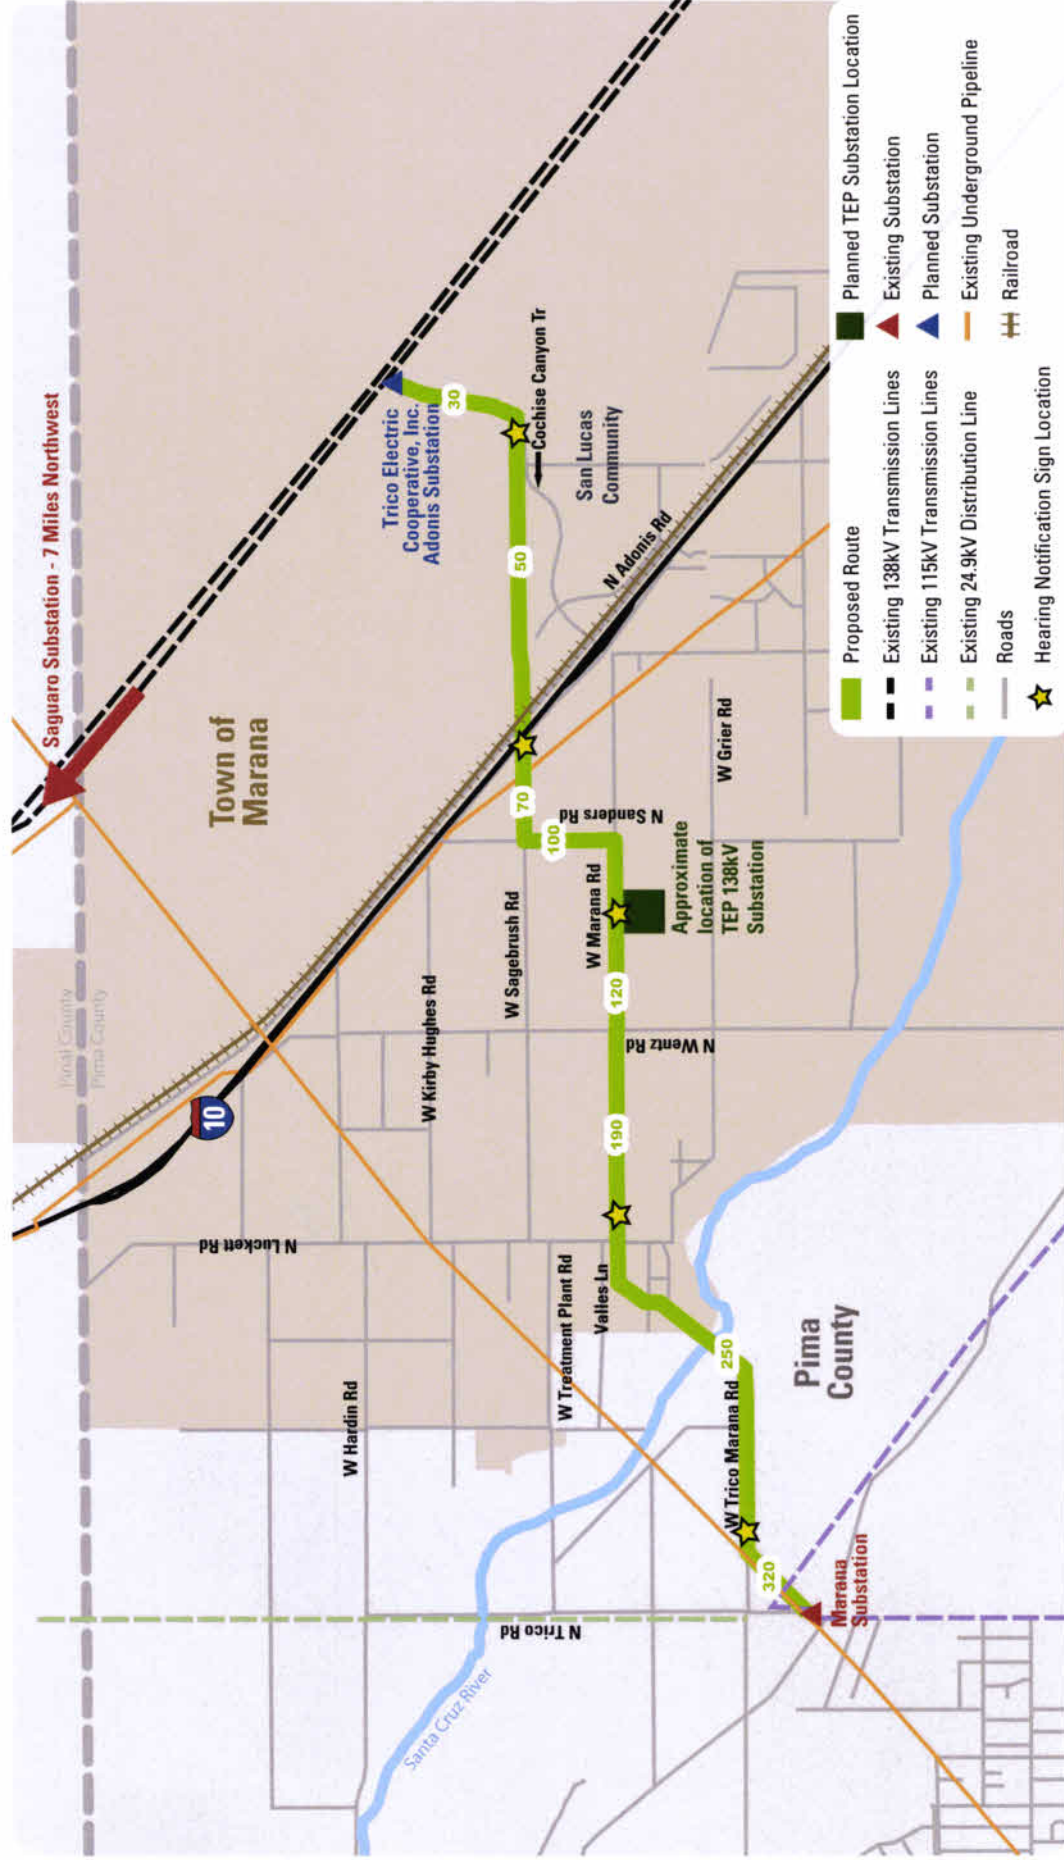 Saguaro Substation - 7 Miles Northwest
Pinal County
Pima County
Town of
Marana
10
Trico Electric
Cooperative, Inc.
Adonis Substation
30
Cochise Canyon Tr
San Lucas
Community
50
N Adonis Rd
70
100
N Sanders Rd
W Grier Rd
W Marana Rd
Approximate
location of
TEP 138kV
Substation
W Sagebrush Rd
W Kirby Hughes Rd
120
N Wentz Rd
190
N Luckett Rd
W Treatment Plant Rd
Valles Ln
W Hardin Rd
250
W Trico Marana Rd
Pima
County
320
Marana
Substation
N Trico Rd
Santa Cruz River
Proposed Route
Existing 138kV Transmission Lines
Existing 115kV Transmission Lines
Existing 24.9kV Distribution Line
Roads
Hearing Notification Sign Location
Planned TEP Substation Location
Existing Substation
Planned Substation
Existing Underground Pipeline
Railroad